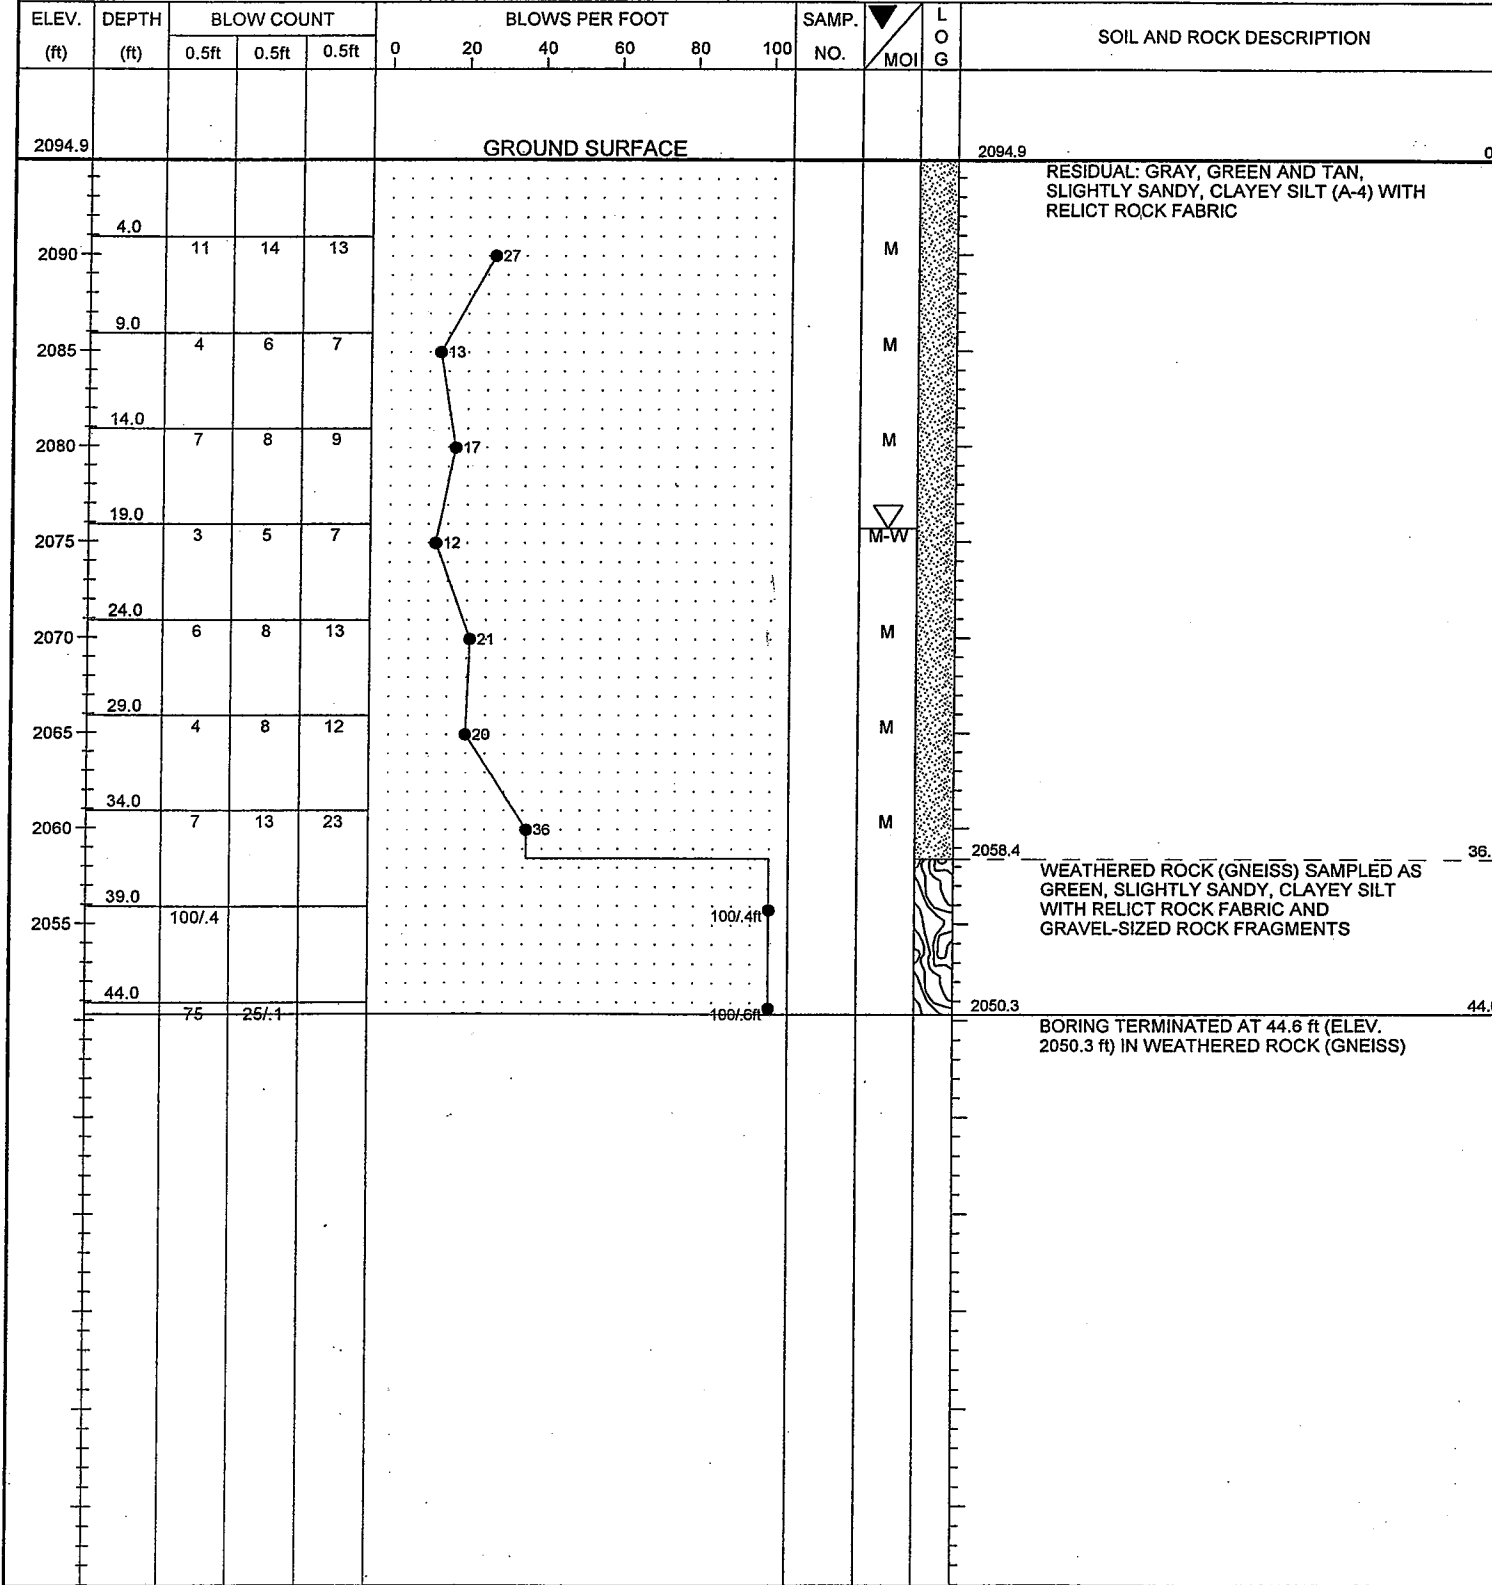 ELEV. DEPTH BLOW COUNT BLOWS PER FOOT SAMP. L
(ft) (ft) 0.5ft 0.5ft 0.5ft 0 20 40 60 80 100 NO. MOI O G SOIL AND ROCK DESCRIPTION
2094.9 GROUND SURFACE 2094.9 0
RESIDUAL: GRAY, GREEN AND TAN,
SLIGHTLY SANDY, CLAYEY SILT (A-4) WITH
RELICT ROCK FABRIC
4.0
2090 11 14 13 27 M
9.0
2085 4 6 7 13 M
14.0
2080 7 8 9 17 M
19.0
2075 3 5 7 12 M-W
24.0
2070 6 8 13 21 M
29.0
2065 4 8 12 20 M
34.0
2060 7 13 23 36 M
2058.4 36.
WEATHERED ROCK (GNEISS) SAMPLED AS
GREEN, SLIGHTLY SANDY, CLAYEY SILT
WITH RELICT ROCK FABRIC AND
GRAVEL-SIZED ROCK FRAGMENTS
39.0
2055 100/.4 100/.4ft
44.0
75 25/.1 100/.6ft 2050.3 44.
BORING TERMINATED AT 44.6 ft (ELEV.
2050.3 ft) IN WEATHERED ROCK (GNEISS)